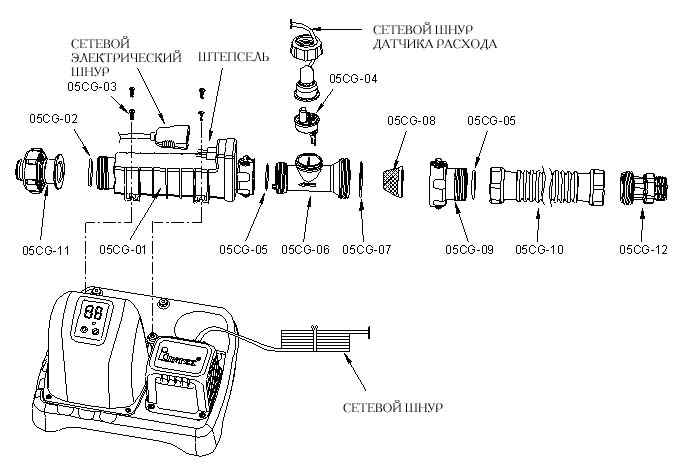 СЕТЕВОЙ ШНУР
ДАТЧИКА РАСХОДА
СЕТЕВОЙ
ЭЛЕКТРИЧЕСКИЙ
ШНУР
ШТЕПСЕЛЬ
05CG-03
05CG-04
05CG-02
05CG-08
05CG-05
05CG-11
05CG-01
05CG-05
05CG-06
05CG-07
05CG-09
05CG-10
05CG-12
88
INTEX
СЕТЕВОЙ ШНУР